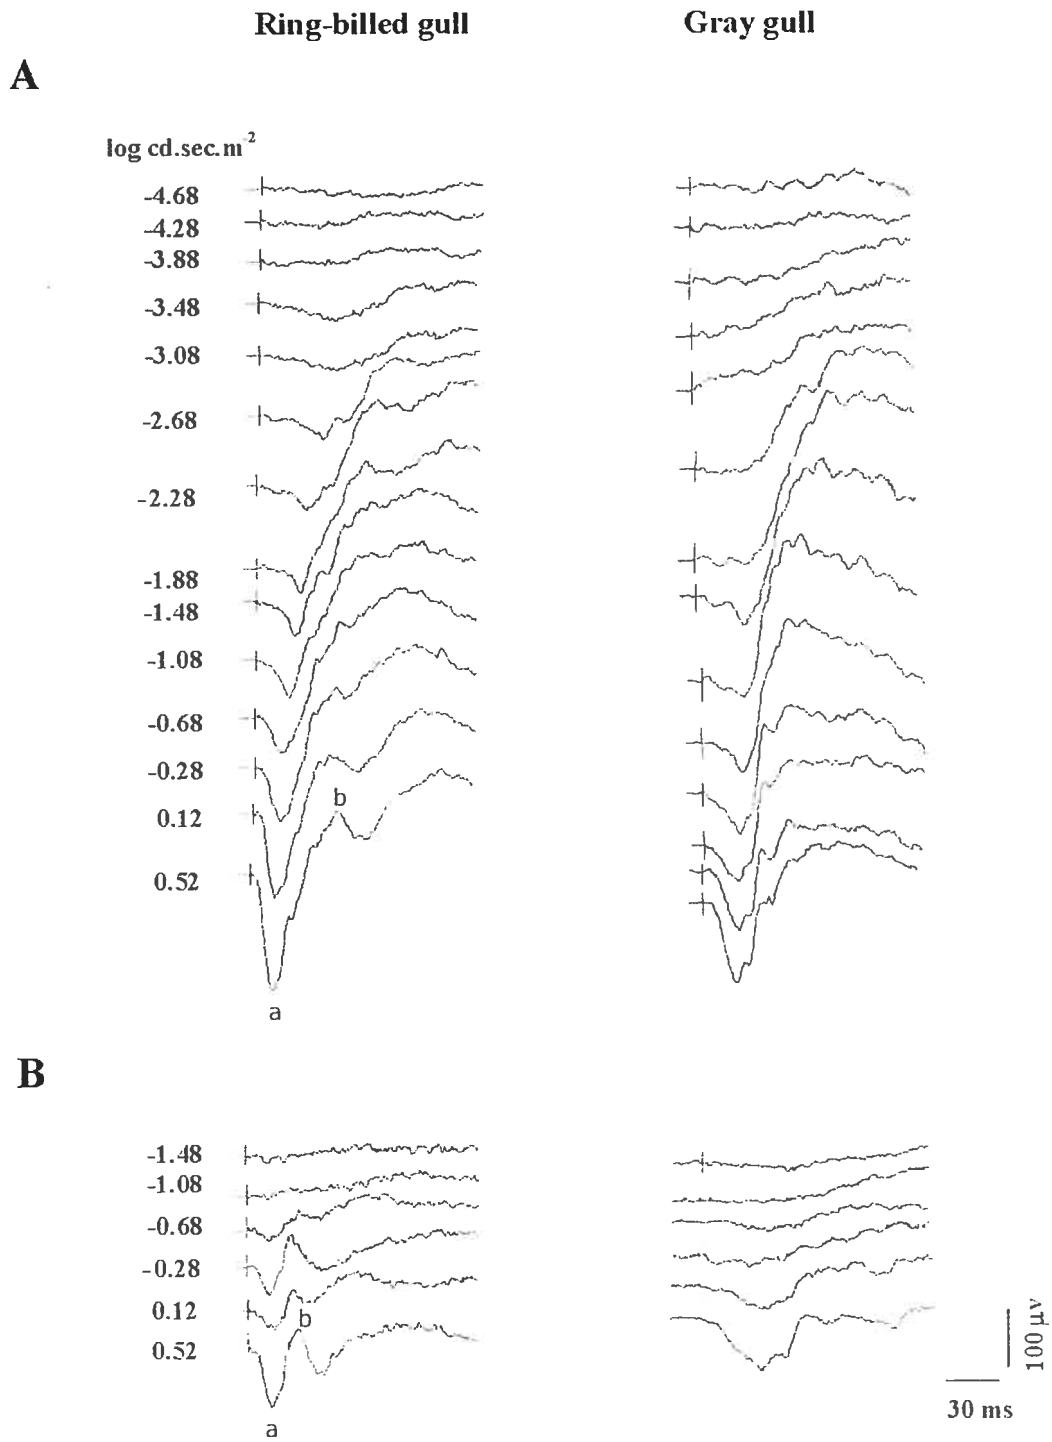 Ring-billed gull
Gray gull
A
log cd.sec.m⁻²
-4.68
-4.28
-3.88
-3.48
-3.08
-2.68
-2.28
-1.88
-1.48
-1.08
-0.68
-0.28
0.12
0.52
b
a
B
-1.48
-1.08
-0.68
-0.28
0.12
0.52
b
a
100 μv
30 ms